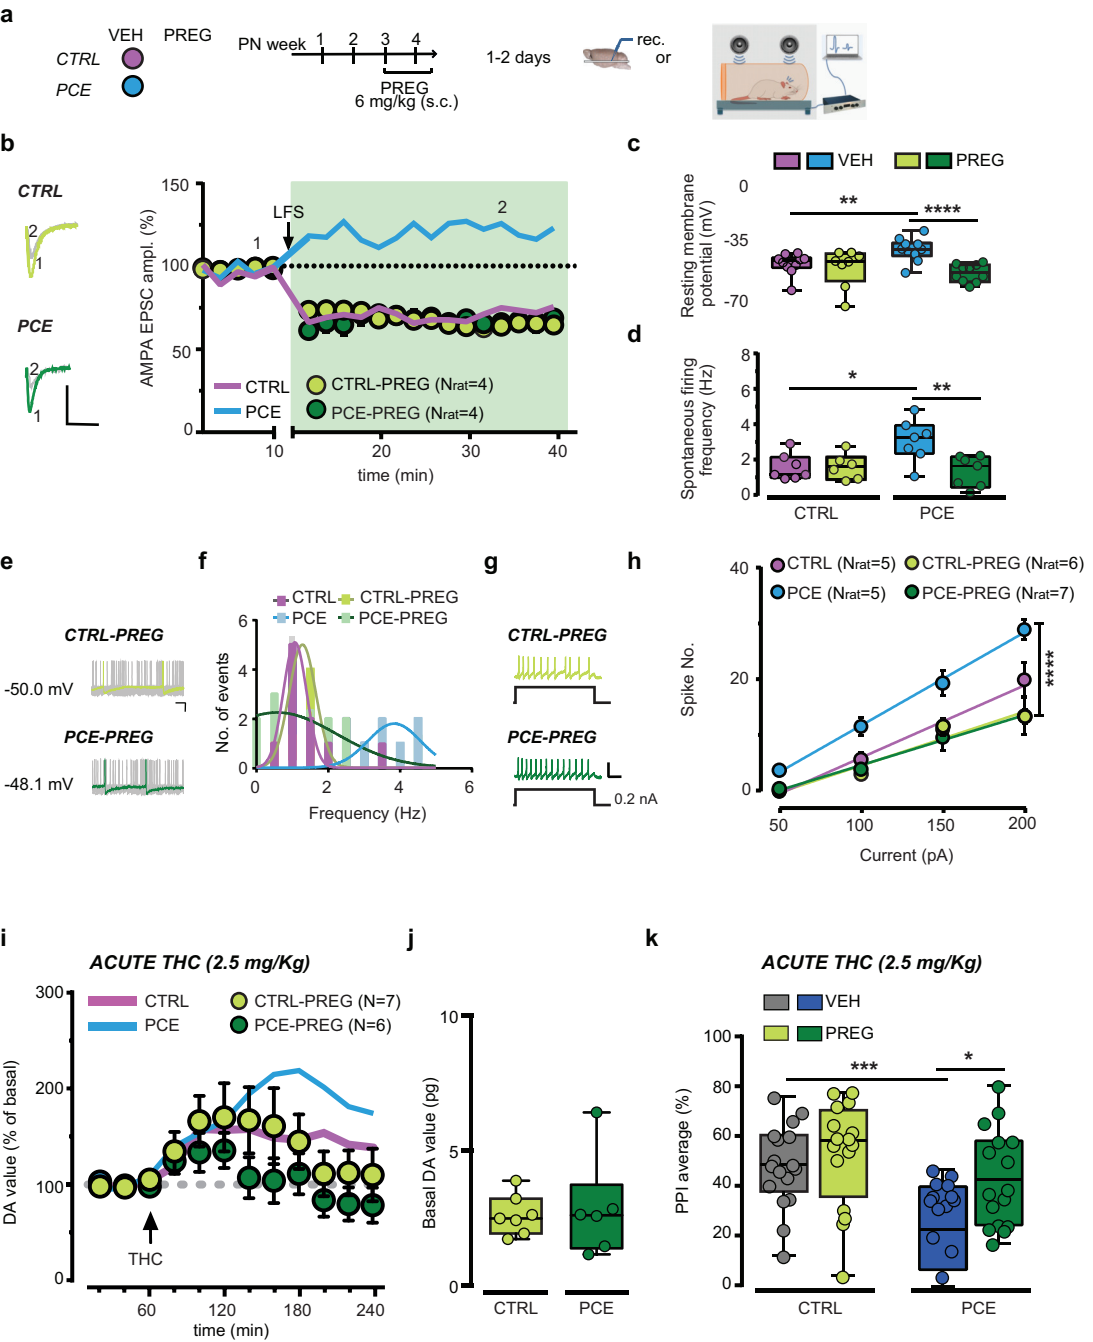 a
VEH PREG
CTRL
PCE
PN week 1 2 3 4
PREG
6 mg/kg (s.c.)
1-2 days
rec.
or
b
CTRL
2
1
PCE
2
1
AMPA EPSC ampl. (%)
150
100
50
0
LFS
1
2
CTRL
PCE
CTRL-PREG (Nrat=4)
PCE-PREG (Nrat=4)
10 20 30 40
time (min)
c
VEH PREG
Resting membrane
potential (mV)
0
-35
-70
** ****
d
Spontaneous firing
frequency (Hz)
8
6
4
2
0
* **
CTRL PCE
e
CTRL-PREG
-50.0 mV
PCE-PREG
-48.1 mV
f
CTRL CTRL-PREG
PCE PCE-PREG
No. of events
6
4
2
0
0 2 4 6
Frequency (Hz)
g
CTRL-PREG
PCE-PREG
0.2 nA
h
CTRL (Nrat=5) CTRL-PREG (Nrat=6)
PCE (Nrat=5) PCE-PREG (Nrat=7)
Spike No.
40
20
0
****
50 100 150 200
Current (pA)
i
ACUTE THC (2.5 mg/Kg)
CTRL CTRL-PREG (N=7)
PCE PCE-PREG (N=6)
DA value (% of basal)
300
200
100
0
THC
60 120 180 240
time (min)
j
Basal DA value (pg)
10
5
0
CTRL PCE
k
ACUTE THC (2.5 mg/Kg)
VEH
PREG
PPI average (%)
100
80
60
40
20
0
*** *
CTRL PCE